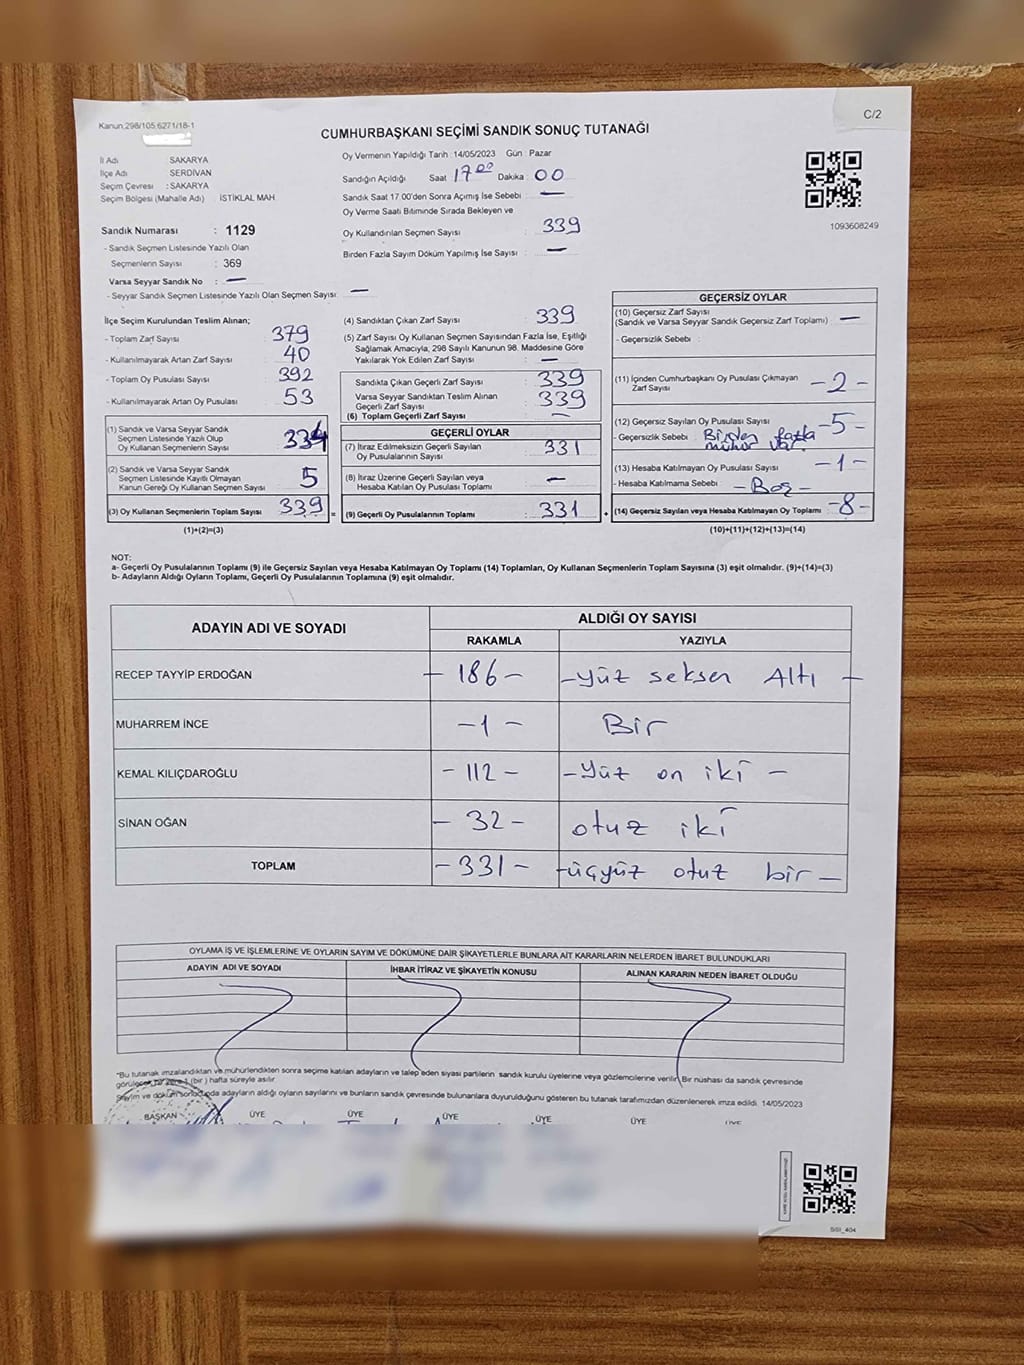 Kanun:298/105,6271/18-1
C/2
CUMHURBAŞKANI SEÇİMİ SANDIK SONUÇ TUTANAĞI
İl Adı SAKARYA
İlçe Adı SERDİVAN
Seçim Çevresi : SAKARYA
Seçim Bölgesi (Mahalle Adı) İSTİKLAL MAH.
Sandık Numarası : 1129
- Sandık Seçmen Listesinde Yazılı Olan
Seçmenlerin Sayısı : 369
Varsa Seyyar Sandık No : —
- Seyyar Sandık Seçmen Listesinde Yazılı Olan Seçmen Sayısı: —
Oy Vermenin Yapıldığı Tarih :14/05/2023 Gün : Pazar
Sandığın Açıldığı Saat 17 00 Dakika : 00
Sandık Saat 17.00'den Sonra Açımış İse Sebebi : —
Oy Verme Saati Bitiminde Sırada Bekleyen ve
Oy Kullandırılan Seçmen Sayısı : 339
Birden Fazla Sayım Döküm Yapılmış İse Sayısı : —
1093608249
İlçe Seçim Kurulundan Teslim Alınan;
- Toplam Zarf Sayısı : 379
- Kullanılmayarak Artan Zarf Sayısı : 40
- Toplam Oy Pusulası Sayısı : 392
- Kullanılmayarak Artan Oy Pusulası : 53
(1) Sandık ve Varsa Seyyar Sandık
Seçmen Listesinde Yazılı Olup
Oy Kullanan Seçmenlerin Sayısı : 334
(2) Sandık ve Varsa Seyyar Sandık
Seçmen Listesinde Kayıtlı Olmayan
Kanun Gereği Oy Kullanan Seçmen Sayısı : 5
(3) Oy Kullanan Seçmenlerin Toplam Sayısı : 339
(1)+(2)=(3)
(4) Sandıktan Çıkan Zarf Sayısı : 339
(5) Zarf Sayısı Oy Kullanan Seçmen Sayısından Fazla İse, Eşitliği
Sağlamak Amacıyla, 298 Sayılı Kanunun 98. Maddesine Göre
Yakılarak Yok Edilen Zarf Sayısı : —
Sandıkta Çıkan Geçerli Zarf Sayısı : 339
Varsa Seyyar Sandıktan Teslim Alınan
Geçerli Zarf Sayısı : 339
(6) Toplam Geçerli Zarf Sayısı : —
GEÇERLİ OYLAR
(7) İtiraz Edilmeksizin Geçerli Sayılan
Oy Pusulalarının Sayısı : 331
(8) İtiraz Üzerine Geçerli Sayılan veya
Hesaba Katılan Oy Pusulası Toplamı : —
= (9) Geçerli Oy Pusulalarının Toplamı : 331
GEÇERSİZ OYLAR
(10) Geçersiz Zarf Sayısı
(Sandık ve Varsa Seyyar Sandık Geçersiz Zarf Toplamı) : —
- Geçersizlik Sebebi :
(11) İçinden Cumhurbaşkanı Oy Pusulası Çıkmayan
Zarf Sayısı : -2-
(12) Geçersiz Sayılan Oy Pusulası Sayısı : -5-
- Geçersizlik Sebebi : Birden fazla
mühür var.
(13) Hesaba Katılmayan Oy Pusulası Sayısı : -1-
- Hesaba Katılmama Sebebi : -Boş-
+ (14) Geçersiz Sayılan veya Hesaba Katılmayan Oy Toplamı : -8-
(10)+(11)+(12)+(13)=(14)
NOT:
a- Geçerli Oy Pusulalarının Toplamı (9) ile Geçersiz Sayılan veya Hesaba Katılmayan Oy Toplamı (14) Toplamları, Oy Kullanan Seçmenlerin Toplam Sayısına (3) eşit olmalıdır. (9)+(14)=(3)
b- Adayların Aldığı Oyların Toplamı, Geçerli Oy Pusulalarının Toplamına (9) eşit olmalıdır.
ADAYIN ADI VE SOYADI ALDIĞI OY SAYISI
RAKAMLA YAZIYLA
RECEP TAYYİP ERDOĞAN -186- -yüz seksen Altı-
MUHARREM İNCE -1- Bir
KEMAL KILIÇDAROĞLU -112- -yüz on iki-
SİNAN OĞAN -32- otuz iki
TOPLAM -331- -üçyüz otuz bir-
OYLAMA İŞ VE İŞLEMLERİNE VE OYLARIN SAYIM VE DÖKÜMÜNE DAİR ŞİKAYETLERLE BUNLARA AİT KARARLARIN NELERDEN İBARET BULUNDUKLARI
ADAYIN ADI VE SOYADI İHBAR İTİRAZ VE ŞİKAYETİN KONUSU ALINAN KARARIN NEDEN İBARET OLDUĞU
"Bu tutanak imzalandıktan ve mühürlendikten sonra seçime katılan adayların ve talep eden siyasi partilerin sandık kurulu üyelerine veya gözlemcilerine verilir. Bir nüshası da sandık çevresinde
görülecek bir yere 1 (bir ) hafta süreyle asılır.
Sayım ve döküm sonunda adayların aldığı oyların sayılarını ve bunların sandık çevresinde bulunanlara duyurulduğunu gösteren bu tutanak tarafımızdan düzenlenerek imza edildi. 14/05/2023
BAŞKAN ÜYE ÜYE ÜYE ÜYE ÜYE ÜYE
SSİ_404